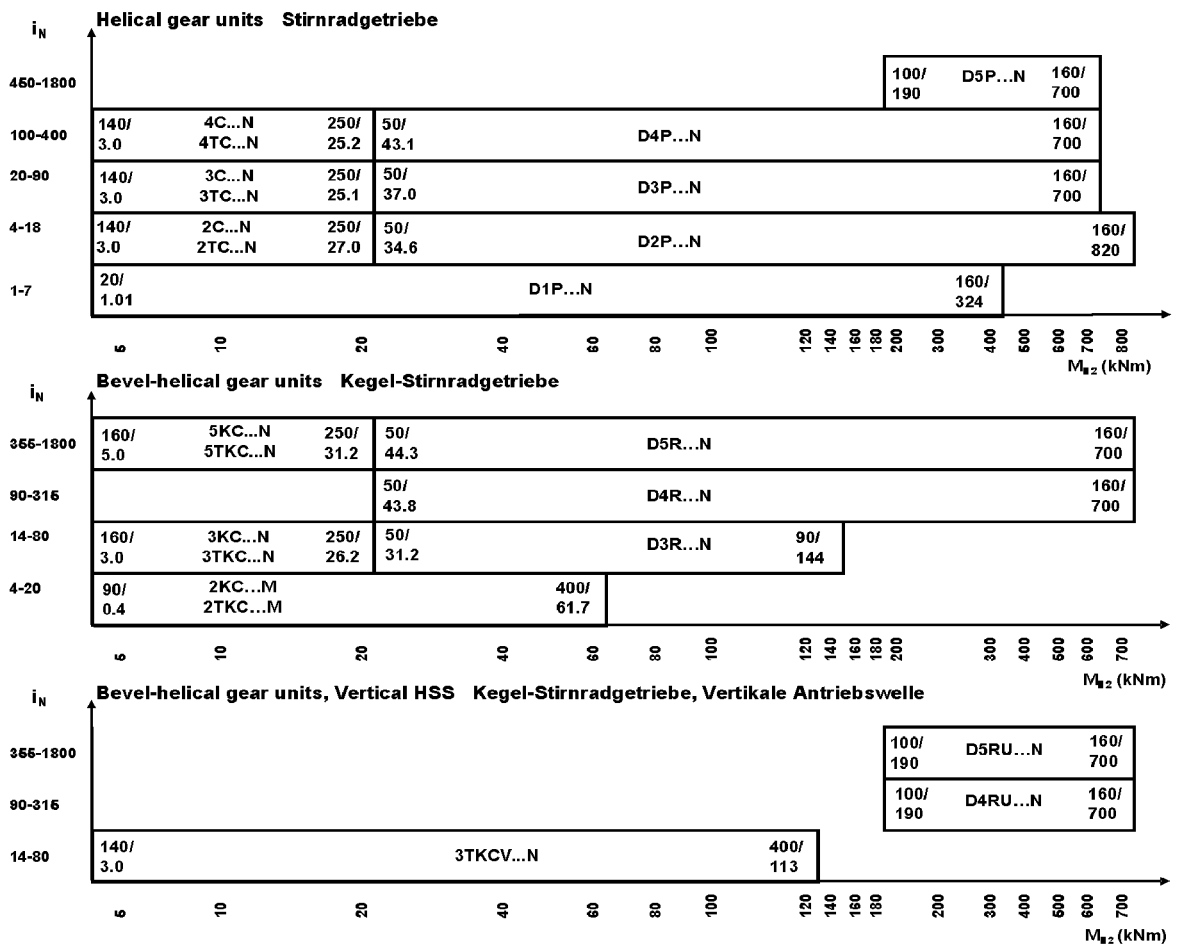 Helical gear units Stirnradgetriebe
iN
450-1800
100/ D5P...N 160/
190 700
100-400
140/ 4C...N 250/ 50/ D4P...N 160/
3.0 4TC...N 25.2 43.1 700
20-90
140/ 3C...N 250/ 50/ D3P...N 160/
3.0 3TC...N 25.1 37.0 700
4-18
140/ 2C...N 250/ 50/ D2P...N 160/
3.0 2TC...N 27.0 34.6 820
1-7
20/ D1P...N 160/
1.01 324
10 20 40 60 80 100 120 140 160 180 200 300 400 500 600 700 800
(kNm)
Bevel-helical gear units Kegel-Stirnradgetriebe
iN
355-1800
160/ 5KC...N 250/ 50/ D5R...N 160/
5.0 5TKC...N 31.2 44.3 700
90-315
50/ D4R...N 160/
43.8 700
14-80
160/ 3KC...N 250/ 50/ D3R...N 90/
3.0 3TKC...N 26.2 31.2 144
4-20
90/ 2KC...M 400/
0.4 2TKC...M 61.7
10 20 40 60 80 100 120 140 160 180 200 300 400 500 600 700
(kNm)
Bevel-helical gear units, Vertical HSS Kegel-Stirnradgetriebe, Vertikale Antriebswelle
iN
355-1800
100/ D5RU...N 160/
190 700
90-315
100/ D4RU...N 160/
190 700
14-80
140/ 3TKCV...N 400/
3.0 113
10 20 40 60 80 100 120 140 160 180 200 300 400 500 600 700
(kNm)